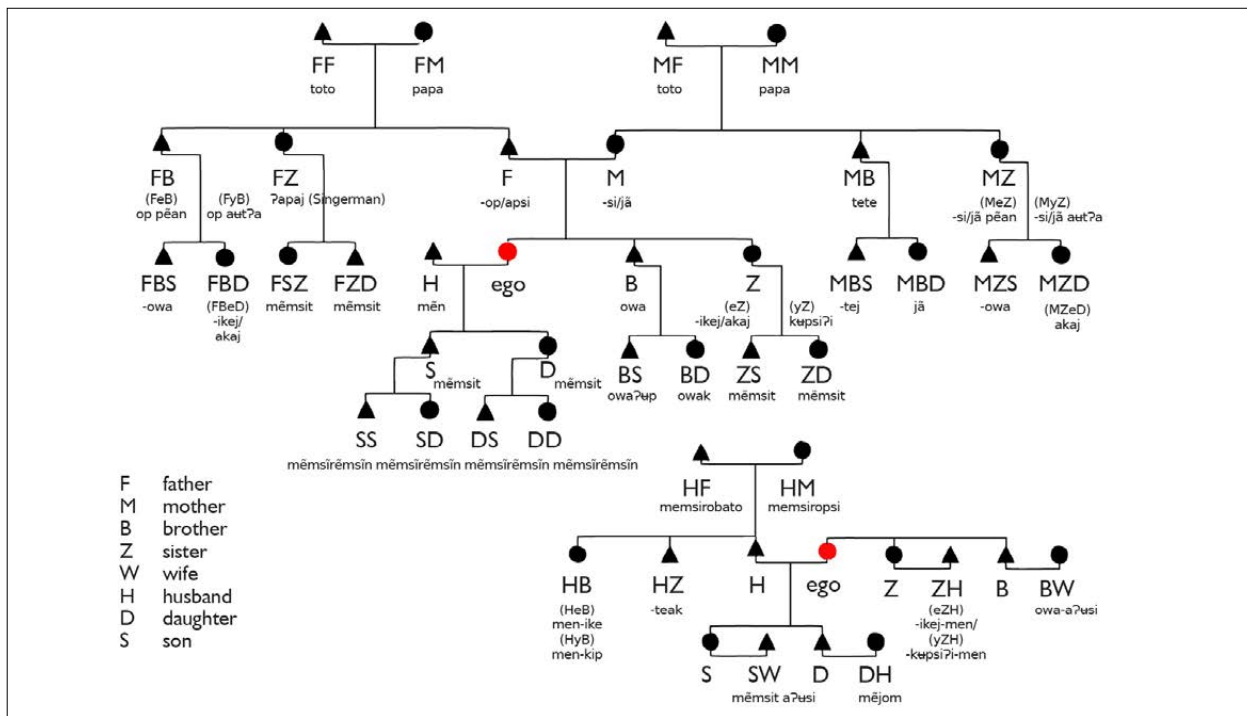 FF FM MF MM
toto papa toto papa
FB FZ F M MB MZ
(FeB) (FyB) ʔapaj (Singerman) -op/apsi -si/jã tete (MeZ) (MyZ)
op pẽan op aʉtʔa -si/jã pẽan -si/jã aʉtʔa
FBS FBD FSZ FZD H ego B Z MBS MBD MZS MZD
-owa (FBeD) mẽmsit mẽmsit mẽn owa (eZ) (yZ) -tej jã -owa (MZeD)
-ikej/ -ikej/akaj kʉpsiʔi akaj
akaj
S D BS BD ZS ZD
mẽmsit mẽmsit owaʔʉp owak mẽmsit mẽmsit
SS SD DS DD
mẽmsĩrẽmsĩn mẽmsĩrẽmsĩn mẽmsĩrẽmsĩn mẽmsĩrẽmsĩn
F father
M mother
B brother
Z sister
W wife
H husband
D daughter
S son
HF HM
memsirobato memsiropsi
HB HZ H ego Z ZH B BW
(HeB) -teak (eZH) owa-aʔʉsi
men-ike -ikej-men/
(HyB) (yZH)
men-kip -kʉpsiʔi-men
S SW D DH
mẽmsit aʔʉsi mẽjom